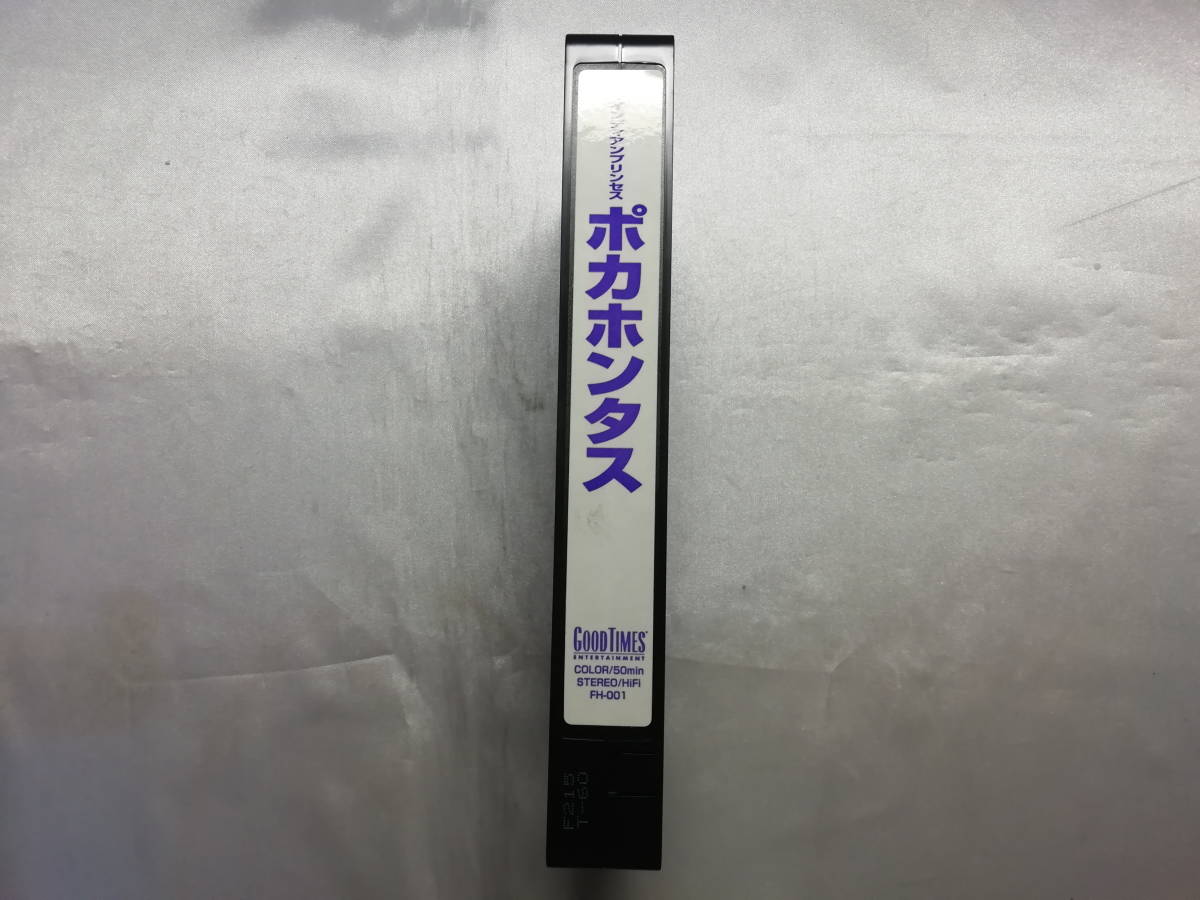 インディアンプリンセス
ポカホンタス
GOODTIMES
ENTERTAINMENT
COLOR/50min
STEREO/HiFi
FH-001
F215
T-60